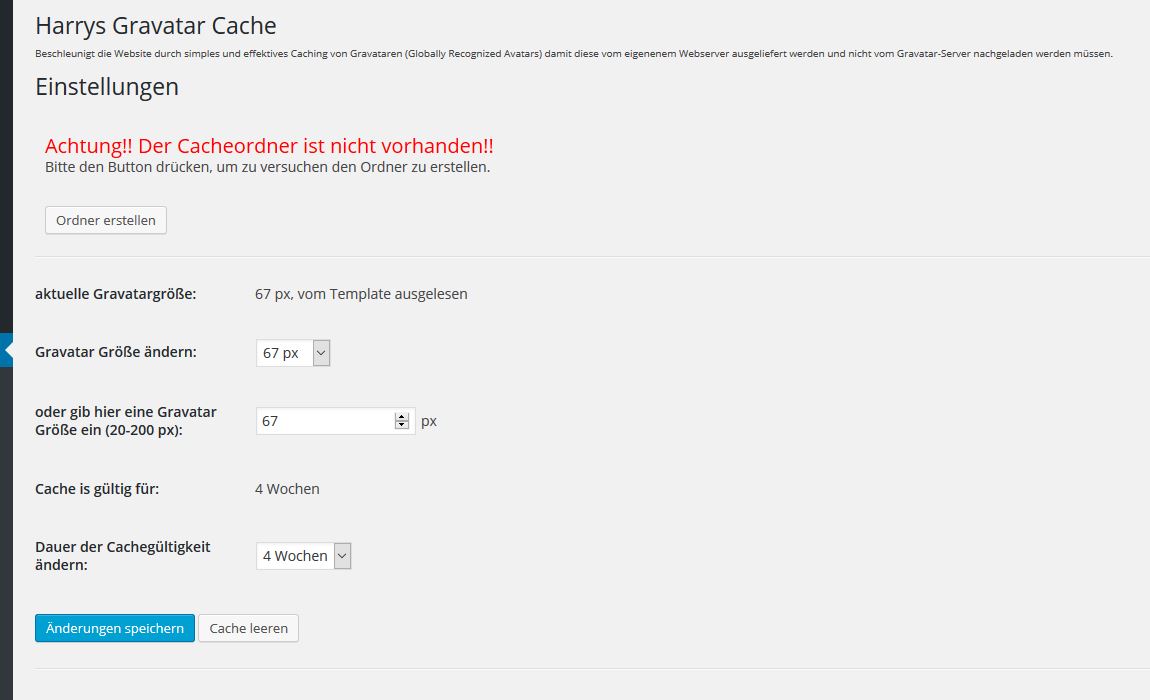 Harrys Gravatar Cache
Beschleunigt die Website durch simples und effektives Caching von Gravataren (Globally Recognized Avatars) damit diese vom eigenenem Webserver ausgeliefert werden und nicht vom Gravatar-Server nachgeladen werden müssen.
Einstellungen
Achtung!! Der Cacheordner ist nicht vorhanden!!
Bitte den Button drücken, um zu versuchen den Ordner zu erstellen.
Ordner erstellen
aktuelle Gravatargröße: 67 px, vom Template ausgelesen
Gravatar Größe ändern: 67 px
oder gib hier eine Gravatar
Größe ein (20-200 px): 67 px
Cache is gültig für: 4 Wochen
Dauer der Cachegültigkeit
ändern: 4 Wochen
Änderungen speichern Cache leeren